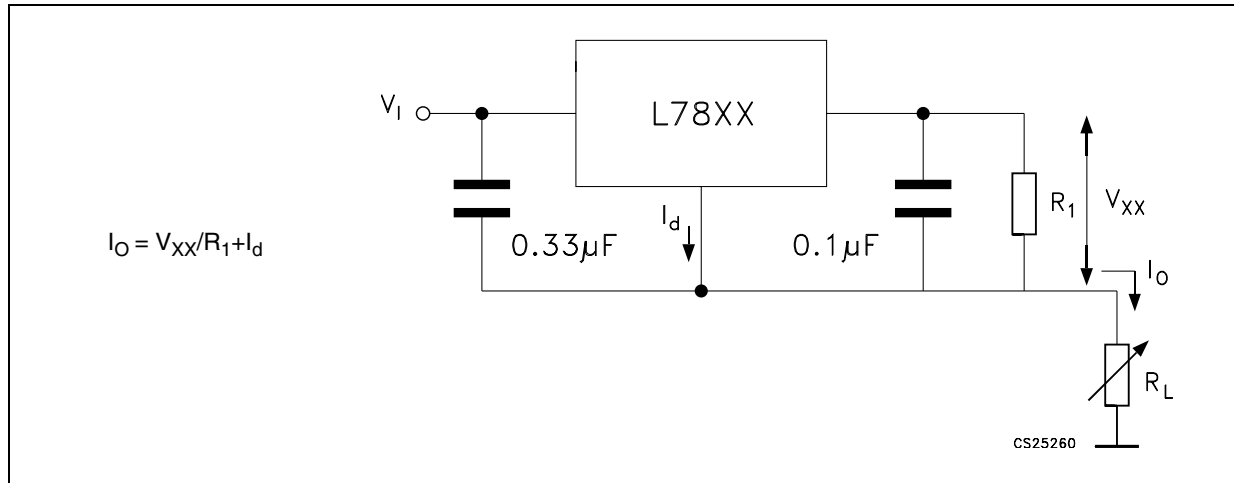 V_I
L78XX
I_d
0.33µF
0.1µF
R_1
V_XX
I_O = V_XX/R_1+I_d
I_O
R_L
CS25260